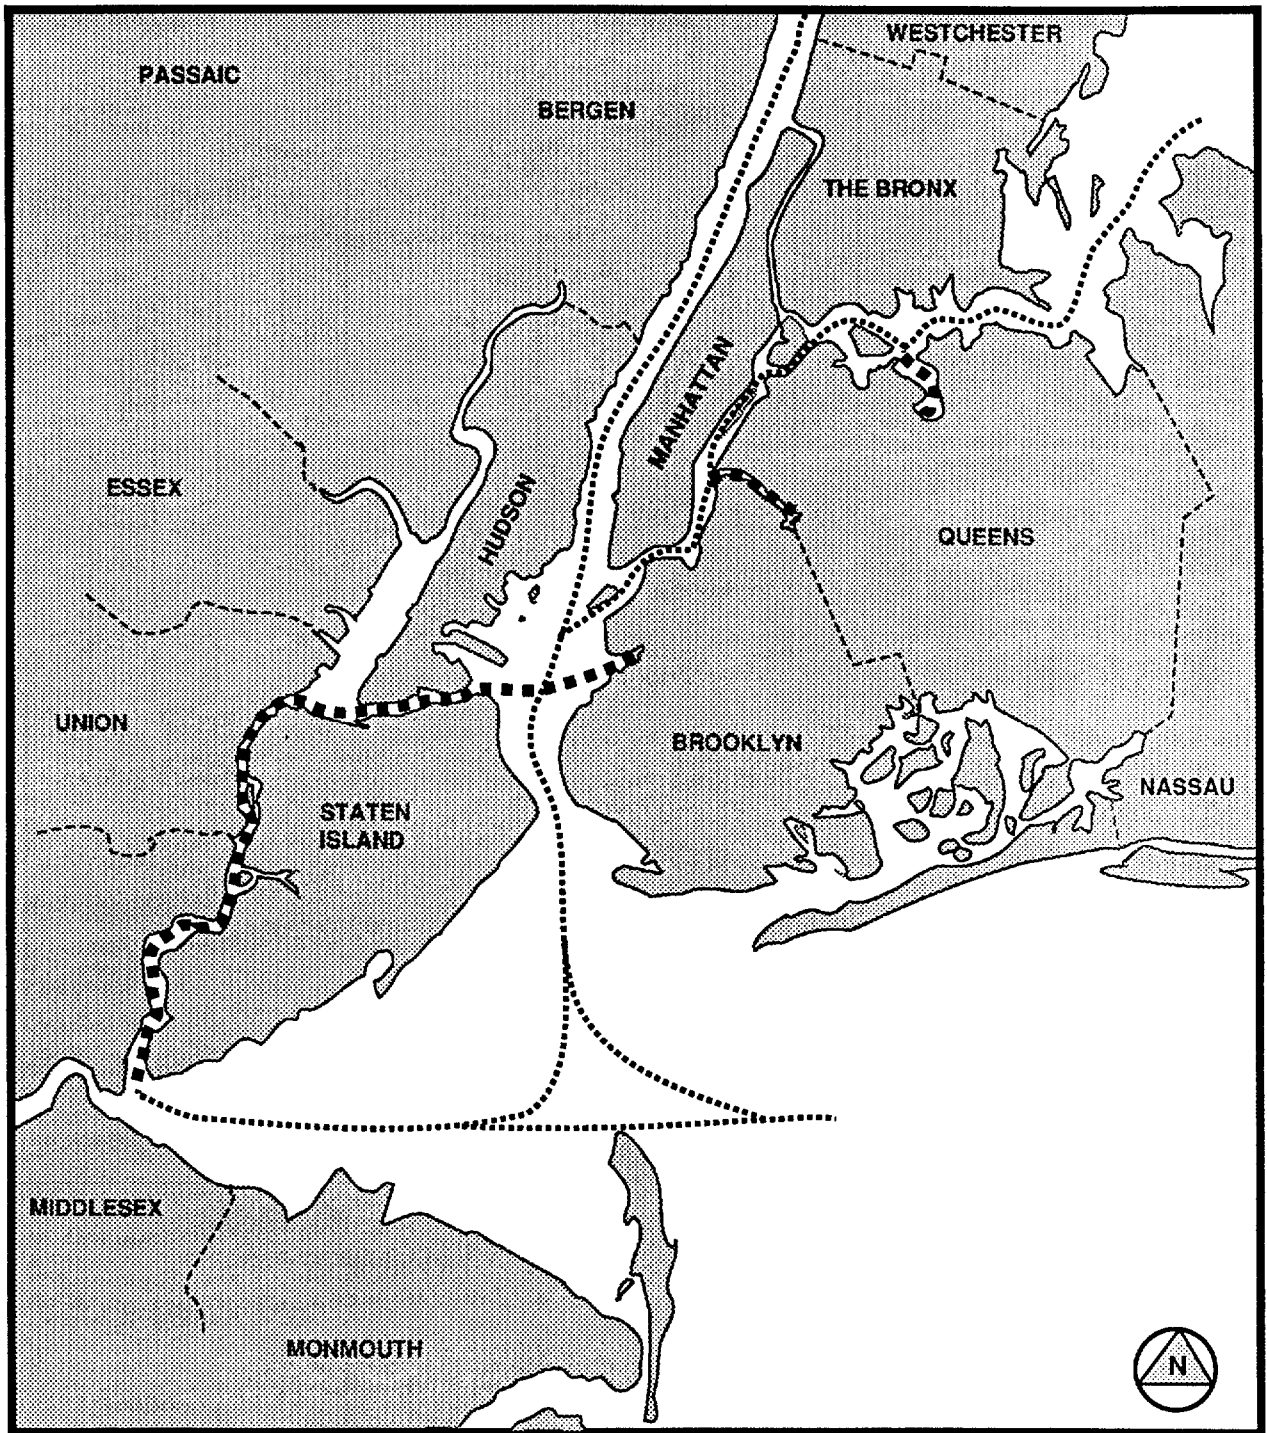 WESTCHESTER
PASSAIC
BERGEN
THE BRONX
MANHATTAN
ESSEX
HUDSON
QUEENS
UNION
BROOKLYN
NASSAU
STATEN
ISLAND
MIDDLESEX
MONMOUTH
N